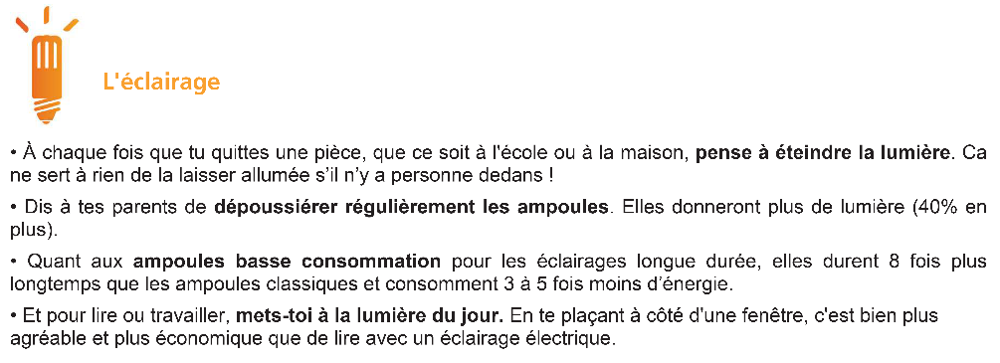 L'éclairage
• À chaque fois que tu quittes une pièce, que ce soit à l'école ou à la maison, pense à éteindre la lumière. Ca
ne sert à rien de la laisser allumée s’il n’y a personne dedans !
• Dis à tes parents de dépoussiérer régulièrement les ampoules. Elles donneront plus de lumière (40% en
plus).
• Quant aux ampoules basse consommation pour les éclairages longue durée, elles durent 8 fois plus
longtemps que les ampoules classiques et consomment 3 à 5 fois moins d’énergie.
• Et pour lire ou travailler, mets-toi à la lumière du jour. En te plaçant à côté d'une fenêtre, c'est bien plus
agréable et plus économique que de lire avec un éclairage électrique.